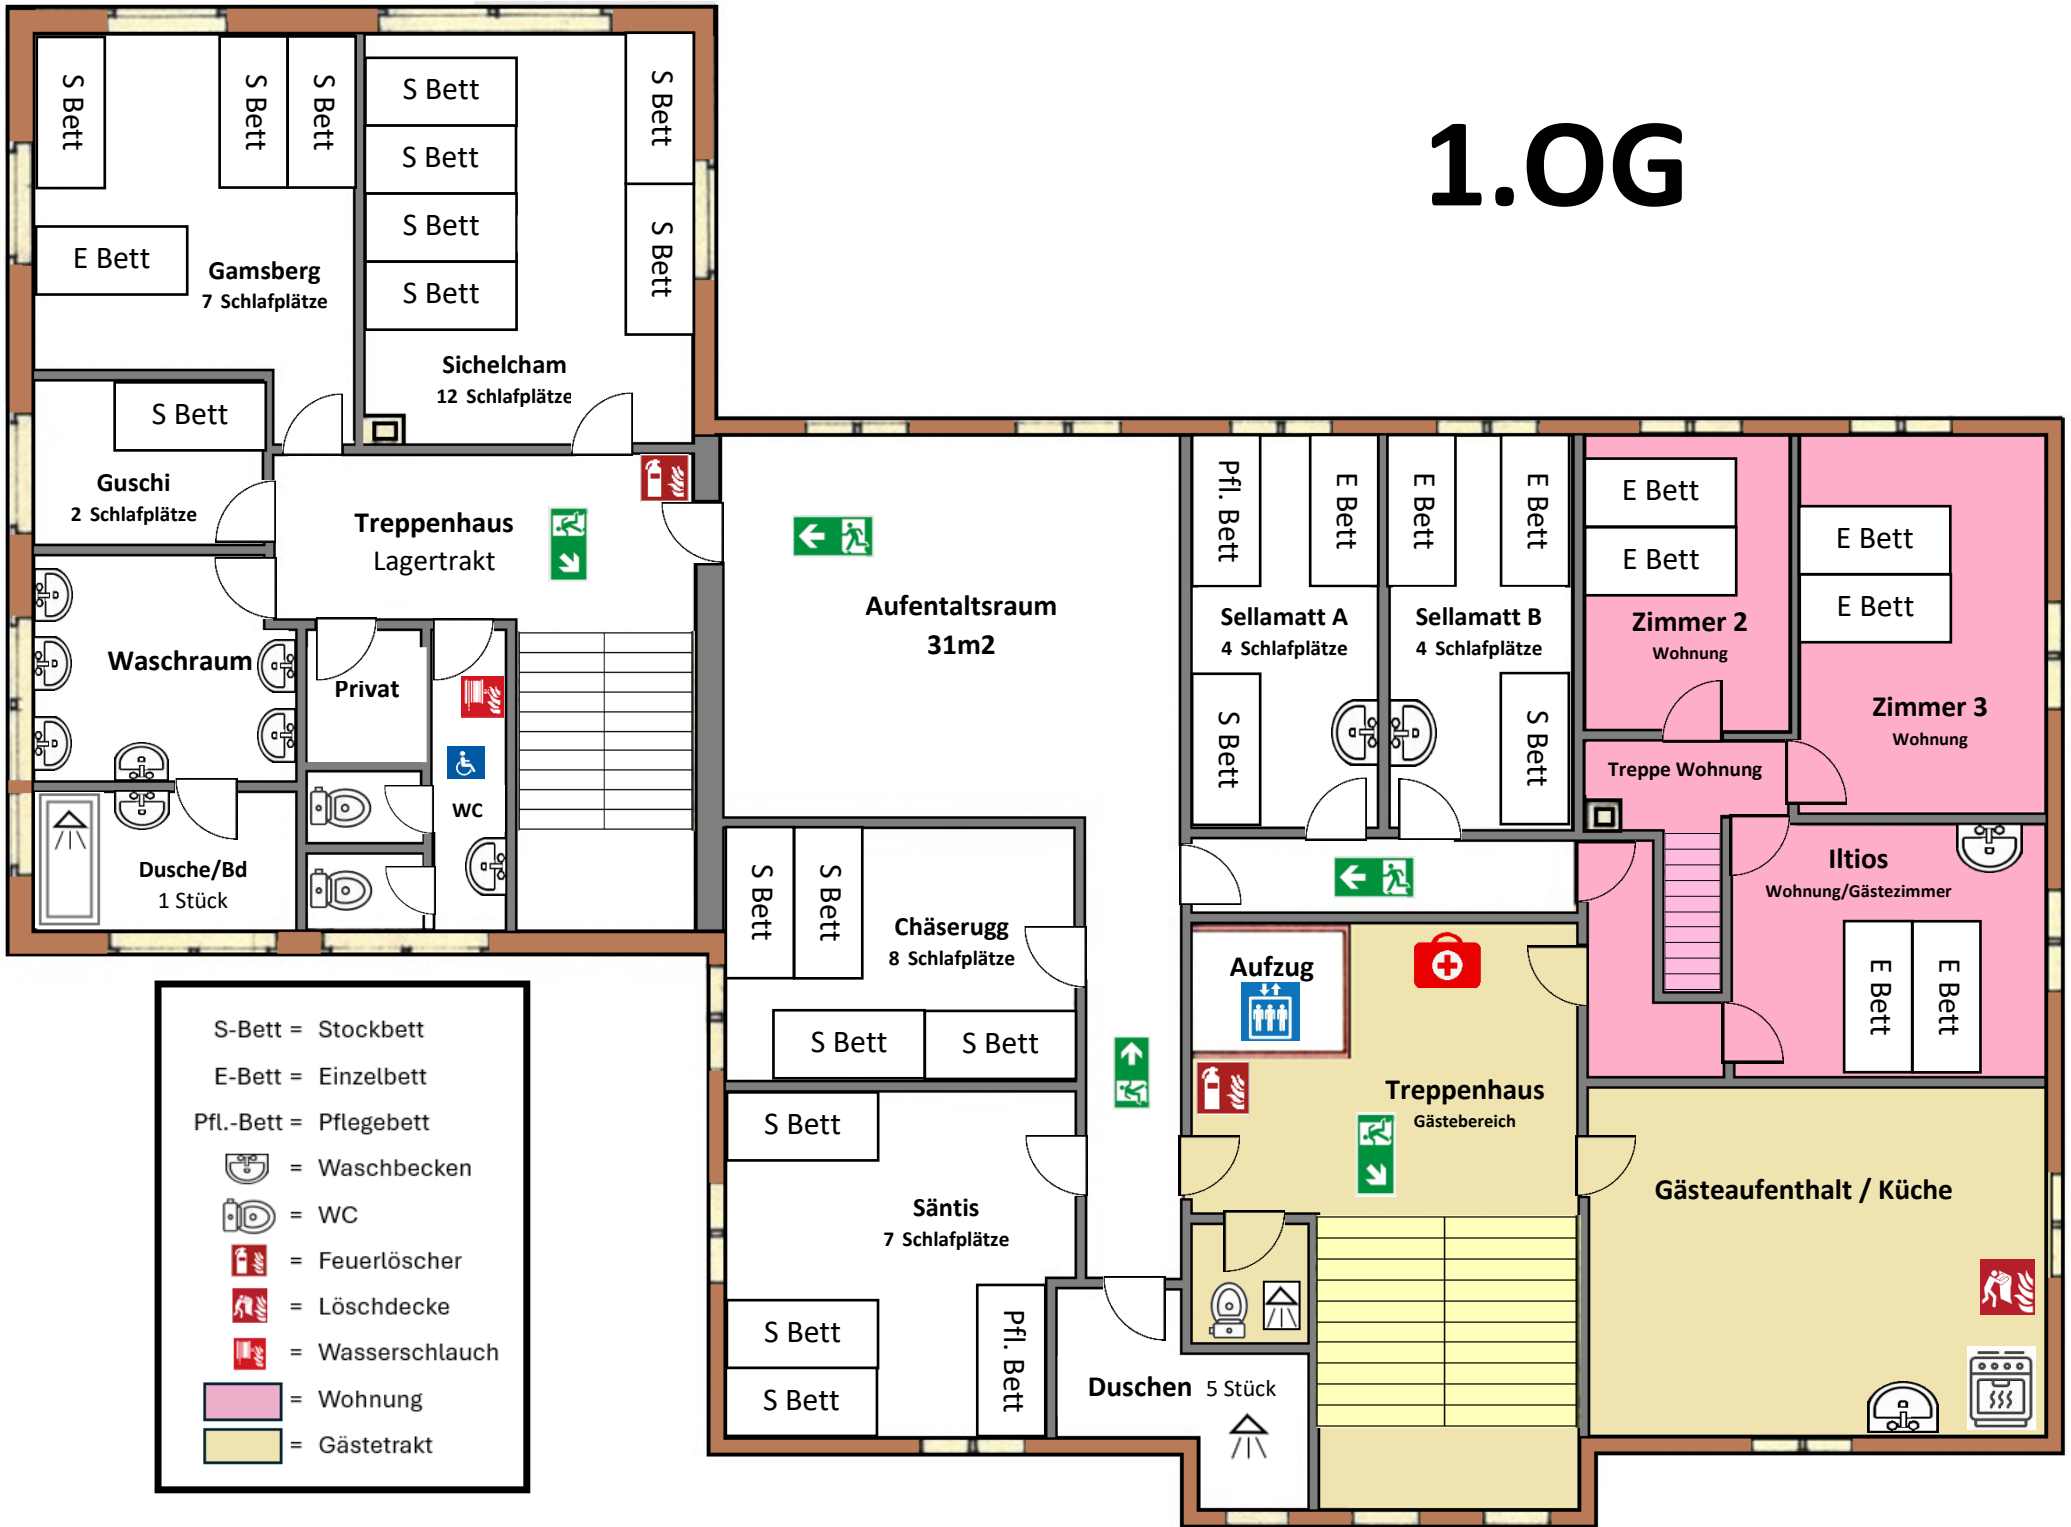 1.OG
S Bett
S Bett
S Bett
E Bett
Gamsberg
7 Schlafplätze
S Bett
S Bett
S Bett
S Bett
S Bett
S Bett
Sichelcham
12 Schlafplätze
S Bett
Guschi
2 Schlafplätze
Treppenhaus
Lagertrakt
Waschraum
Privat
WC
Dusche/Bd
1 Stück
Aufentaltsraum
31m2
Pfl. Bett
E Bett
Sellamatt A
4 Schlafplätze
S Bett
E Bett
E Bett
Sellamatt B
4 Schlafplätze
S Bett
E Bett
E Bett
Zimmer 2
Wohnung
E Bett
E Bett
Zimmer 3
Wohnung
Treppe Wohnung
Iltios
Wohnung/Gästezimmer
E Bett
E Bett
S Bett
S Bett
Chäserugg
8 Schlafplätze
S Bett
S Bett
Aufzug
Treppenhaus
Gästebereich
S Bett
Säntis
7 Schlafplätze
S Bett
S Bett
Pfl. Bett
Duschen 5 Stück
Gästeaufenthalt / Küche
S-Bett = Stockbett
E-Bett = Einzelbett
Pfl.-Bett = Pflegebett
= Waschbecken
= WC
= Feuerlöscher
= Löschdecke
= Wasserschlauch
= Wohnung
= Gästetrakt